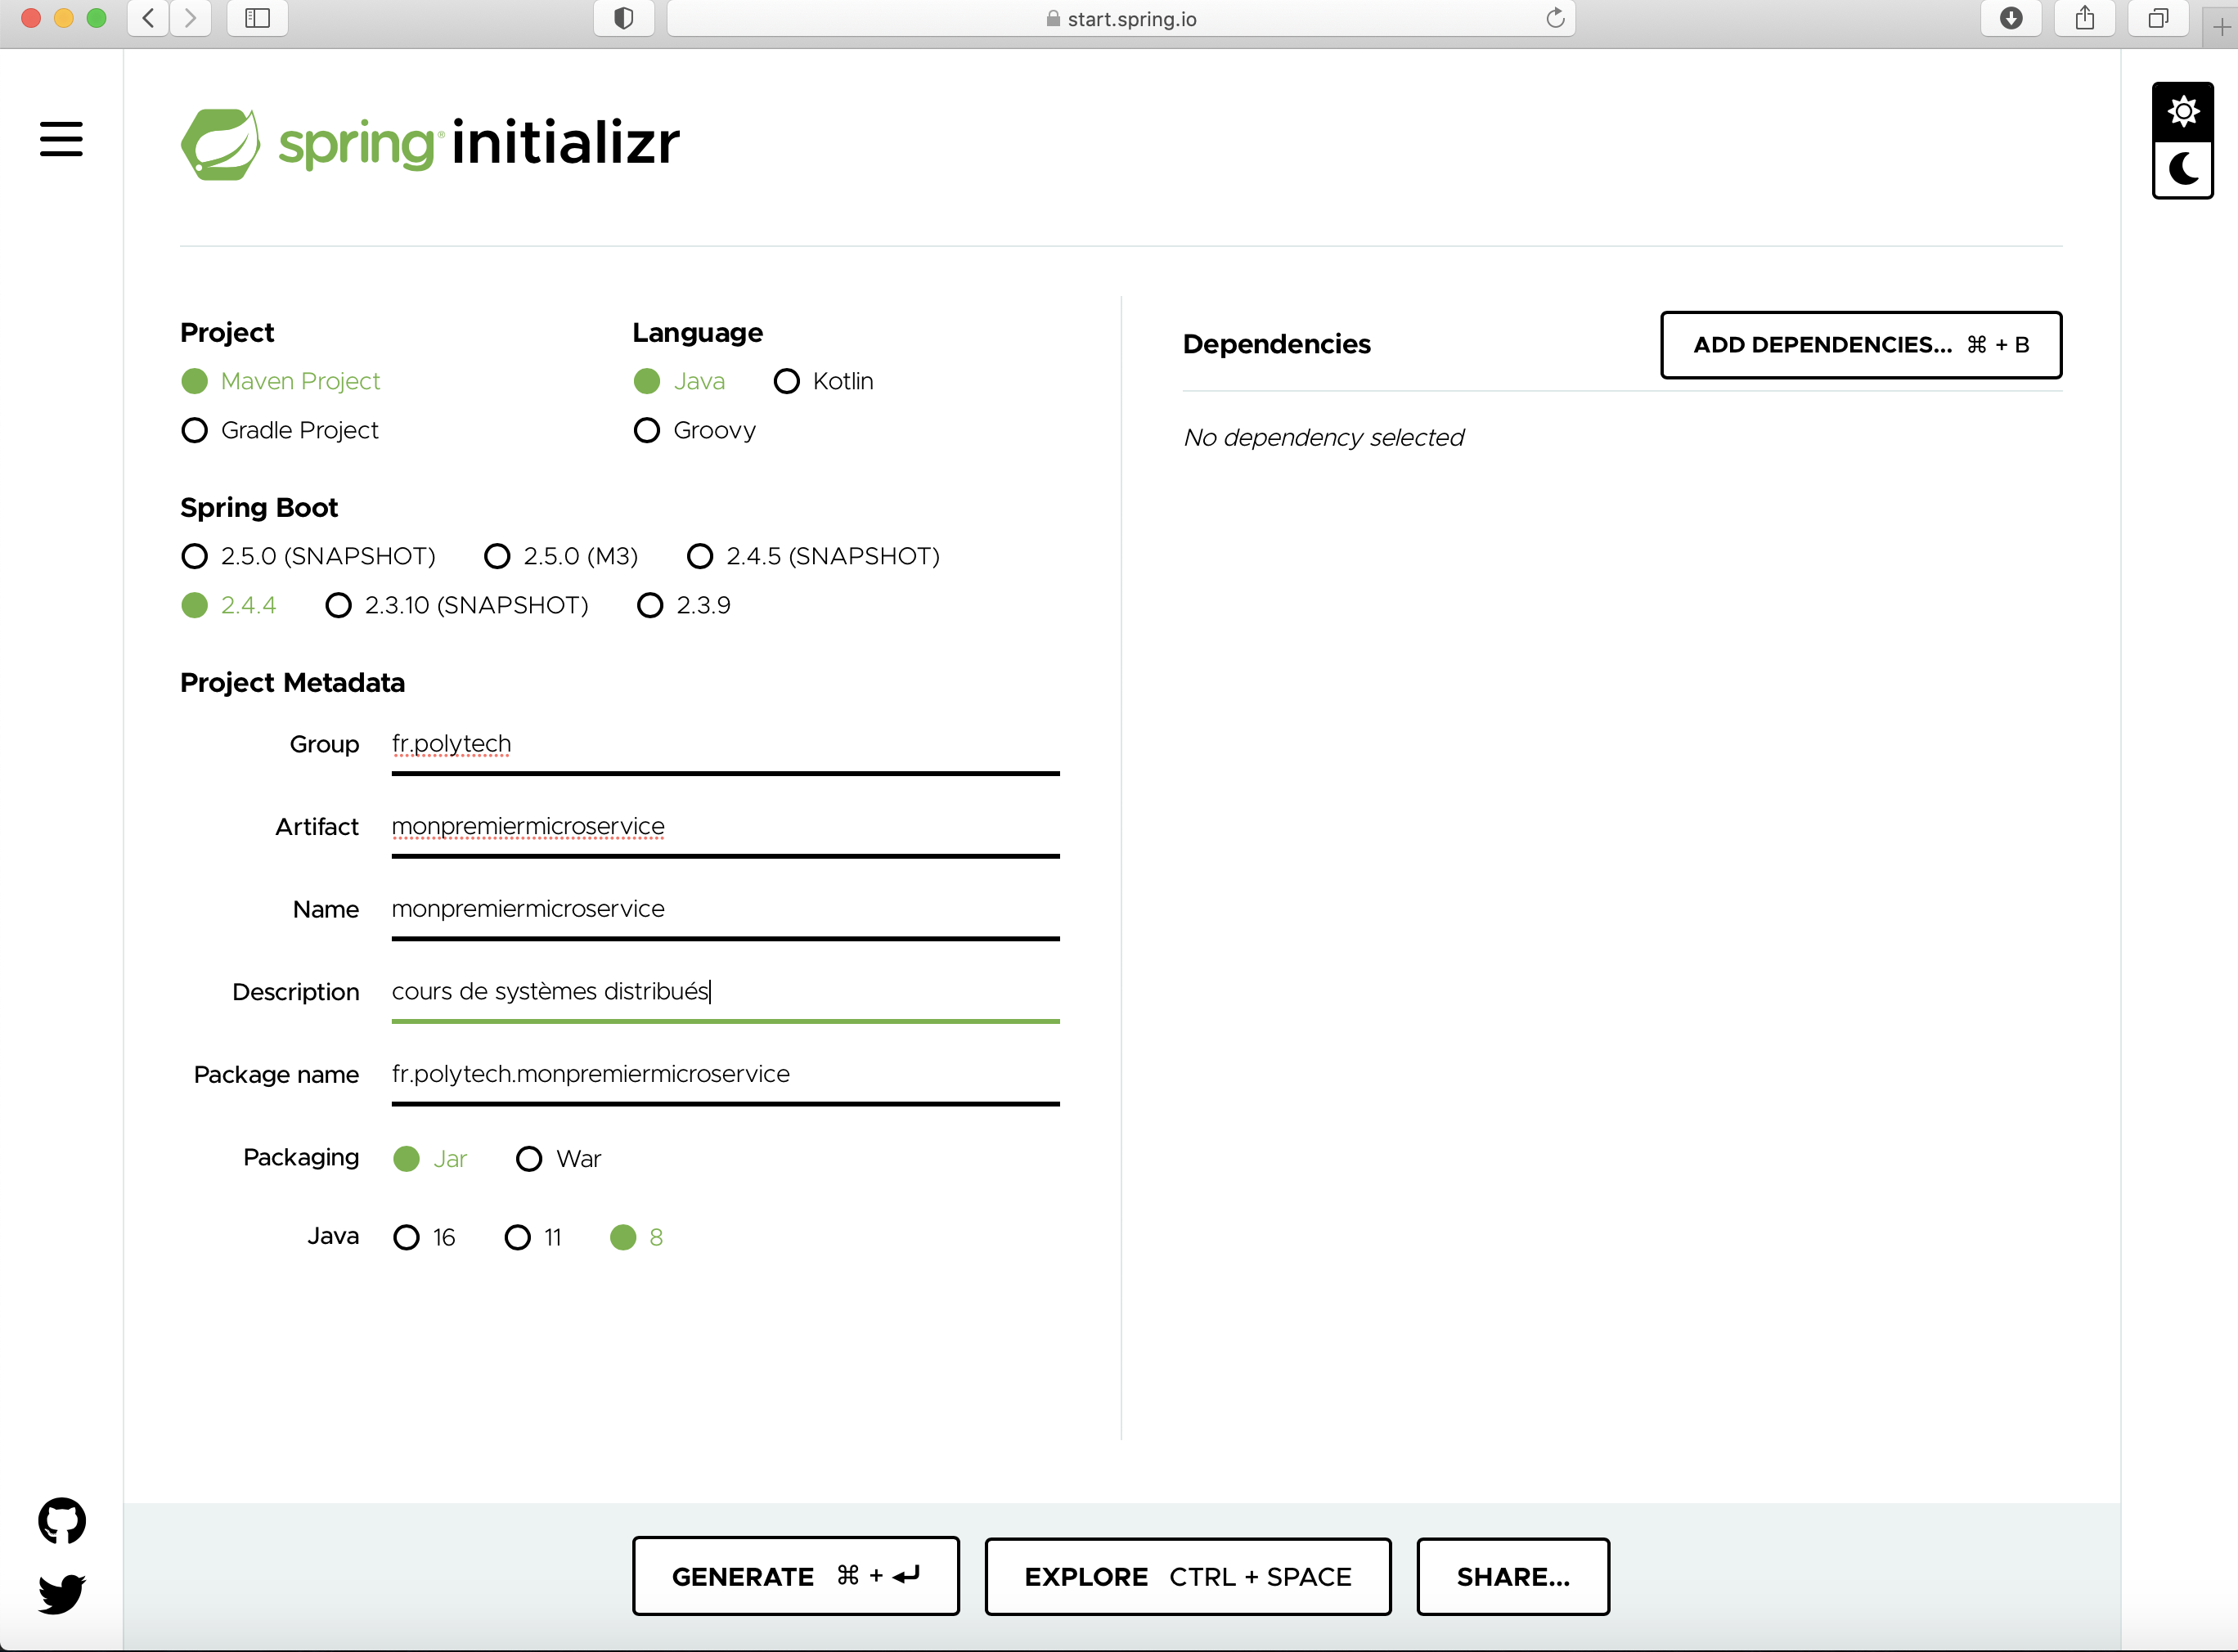 start.spring.io
spring® initializr
Project
Maven Project
Gradle Project
Language
Java Kotlin
Groovy
Spring Boot
2.5.0 (SNAPSHOT) 2.5.0 (M3) 2.4.5 (SNAPSHOT)
2.4.4 2.3.10 (SNAPSHOT) 2.3.9
Project Metadata
Group fr.polytech
Artifact monpremiermicroservice
Name monpremiermicroservice
Description cours de systèmes distribués
Package name fr.polytech.monpremiermicroservice
Packaging Jar War
Java 16 11 8
Dependencies ADD DEPENDENCIES... ⌘ + B
No dependency selected
GENERATE ⌘ + ↵ EXPLORE CTRL + SPACE SHARE...